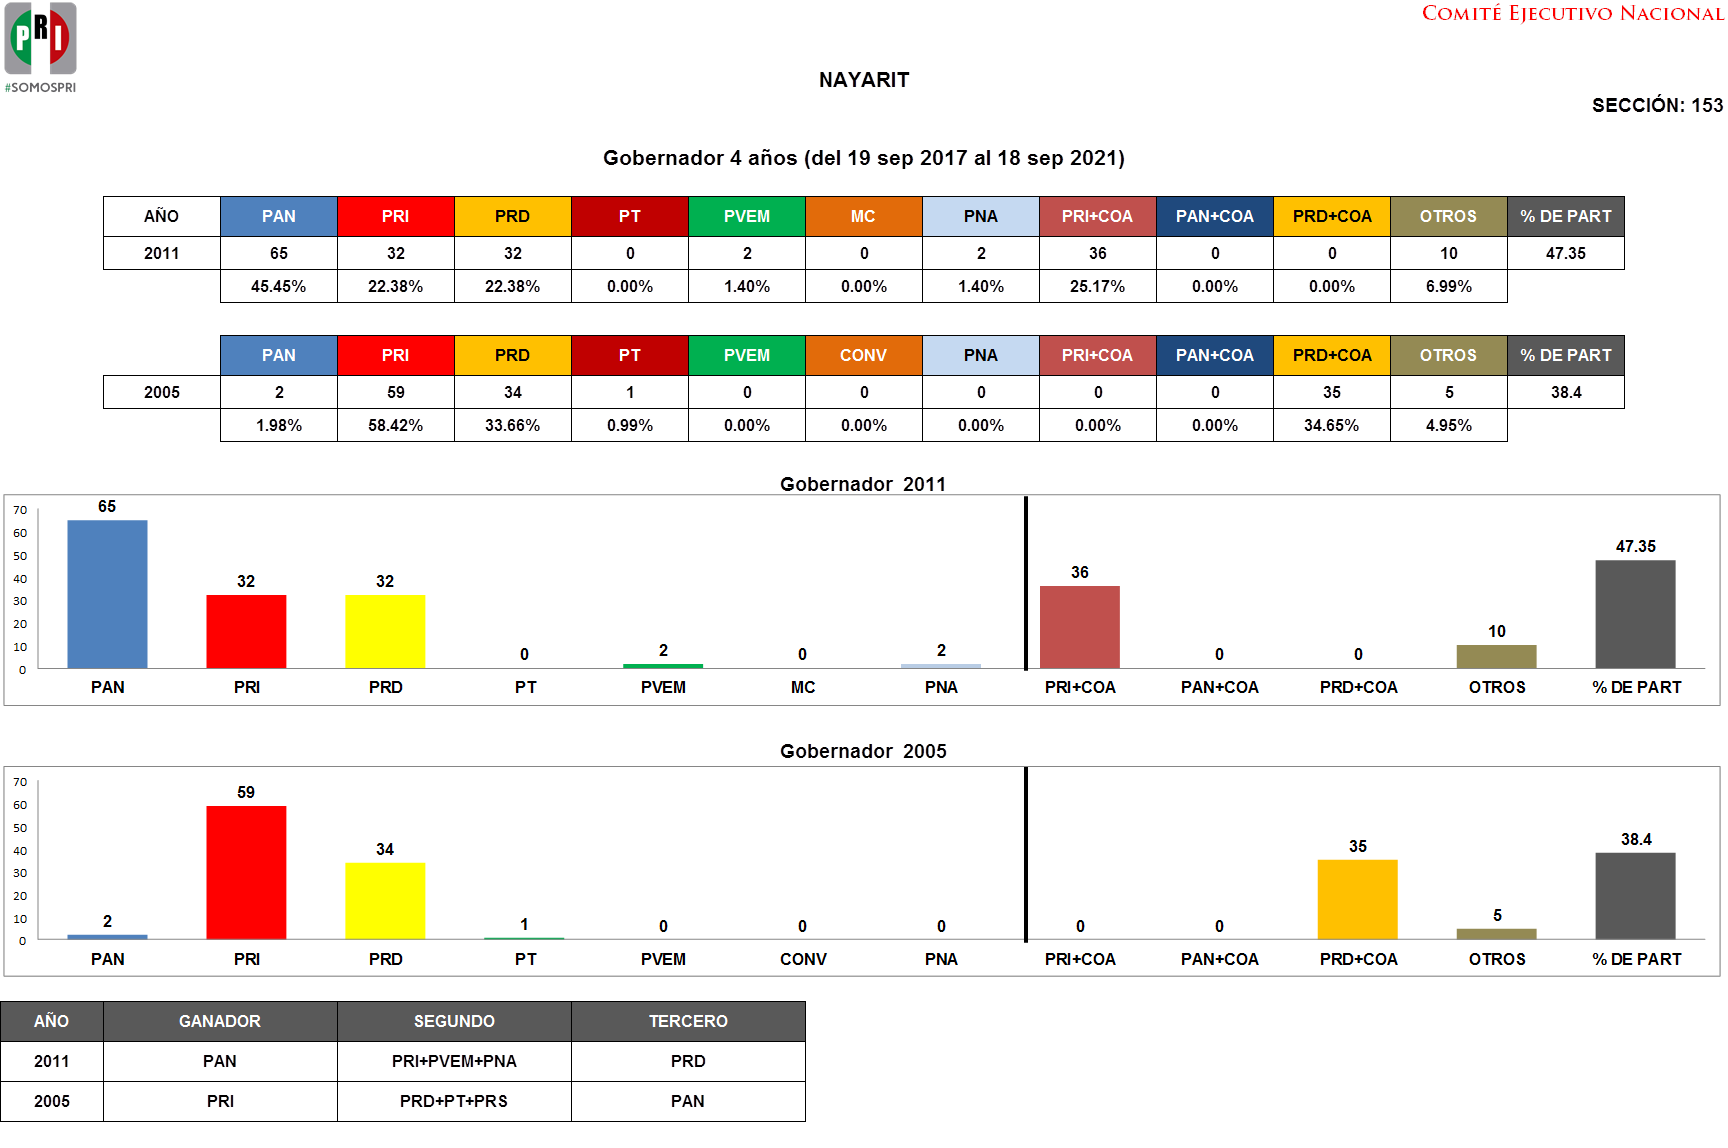 PRI
#SOMOSPRI
COMITÉ EJECUTIVO NACIONAL
NAYARIT
SECCIÓN: 153
Gobernador 4 años (del 19 sep 2017 al 18 sep 2021)
AÑO PAN PRI PRD PT PVEM MC PNA PRI+COA PAN+COA PRD+COA OTROS % DE PART
2011 65 32 32 0 2 0 2 36 0 0 10 47.35
45.45% 22.38% 22.38% 0.00% 1.40% 0.00% 1.40% 25.17% 0.00% 0.00% 6.99%
PAN PRI PRD PT PVEM CONV PNA PRI+COA PAN+COA PRD+COA OTROS % DE PART
2005 2 59 34 1 0 0 0 0 0 35 5 38.4
1.98% 58.42% 33.66% 0.99% 0.00% 0.00% 0.00% 0.00% 0.00% 34.65% 4.95%
Gobernador 2011
70
60
50
40
30
20
10
0
65 32 32 0 2 0 2 36 0 0 10 47.35
PAN PRI PRD PT PVEM MC PNA PRI+COA PAN+COA PRD+COA OTROS % DE PART
Gobernador 2005
70
60
50
40
30
20
10
0
2 59 34 1 0 0 0 0 0 35 5 38.4
PAN PRI PRD PT PVEM CONV PNA PRI+COA PAN+COA PRD+COA OTROS % DE PART
AÑO GANADOR SEGUNDO TERCERO
2011 PAN PRI+PVEM+PNA PRD
2005 PRI PRD+PT+PRS PAN